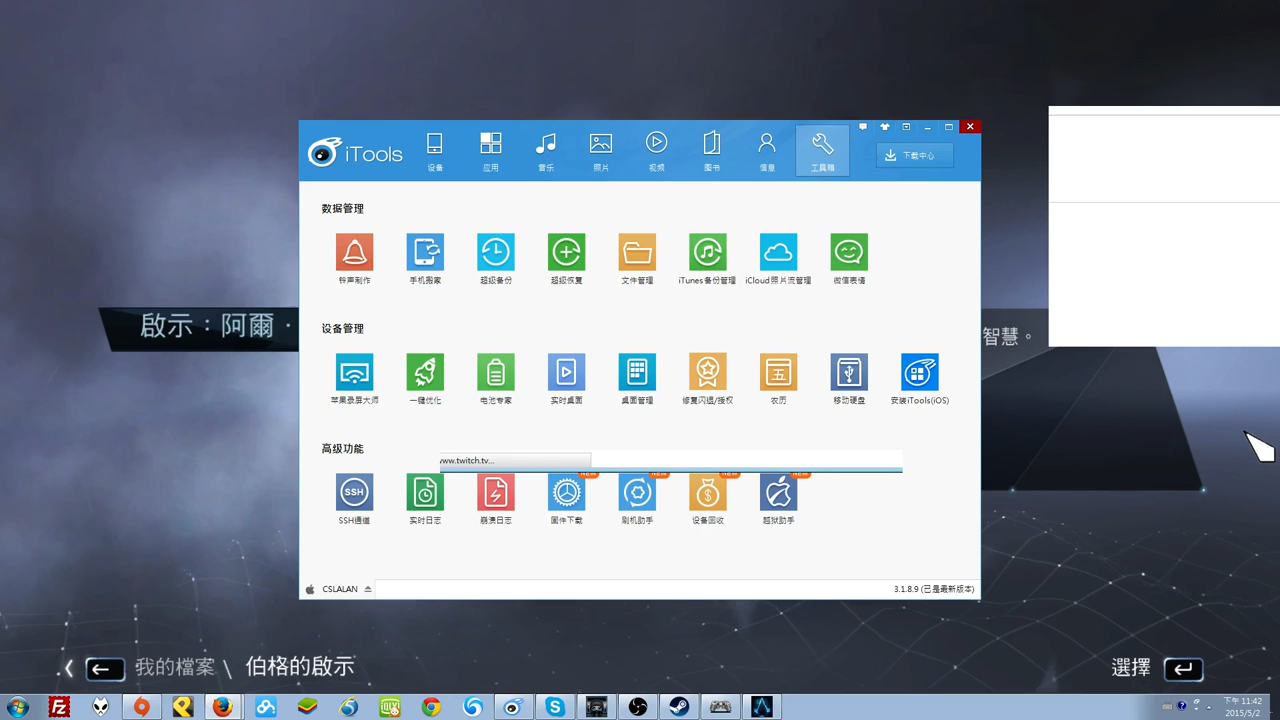 iTools
设备
应用
音乐
照片
视频
图书
信息
工具箱
下载中心
数据管理
铃声制作
手机搬家
超级备份
超级恢复
文件管理
iTunes备份管理
iCloud照片流管理
微信表情
啟示：阿爾·
智慧。
设备管理
苹果录屏大师
一键优化
电池专家
实时桌面
桌面管理
修复闪退/授权
五
农历
移动硬盘
安装iTools(iOS)
高级功能
www.twitch.tv...
SSH
SSH通道
实时日志
崩溃日志
固件下载
刷机助手
设备回收
越狱助手
CSLALAN
3.1.8.9 (已是最新版本)
我的檔案 \ 伯格的啟示
選擇
下午 11:42
2015/5/2